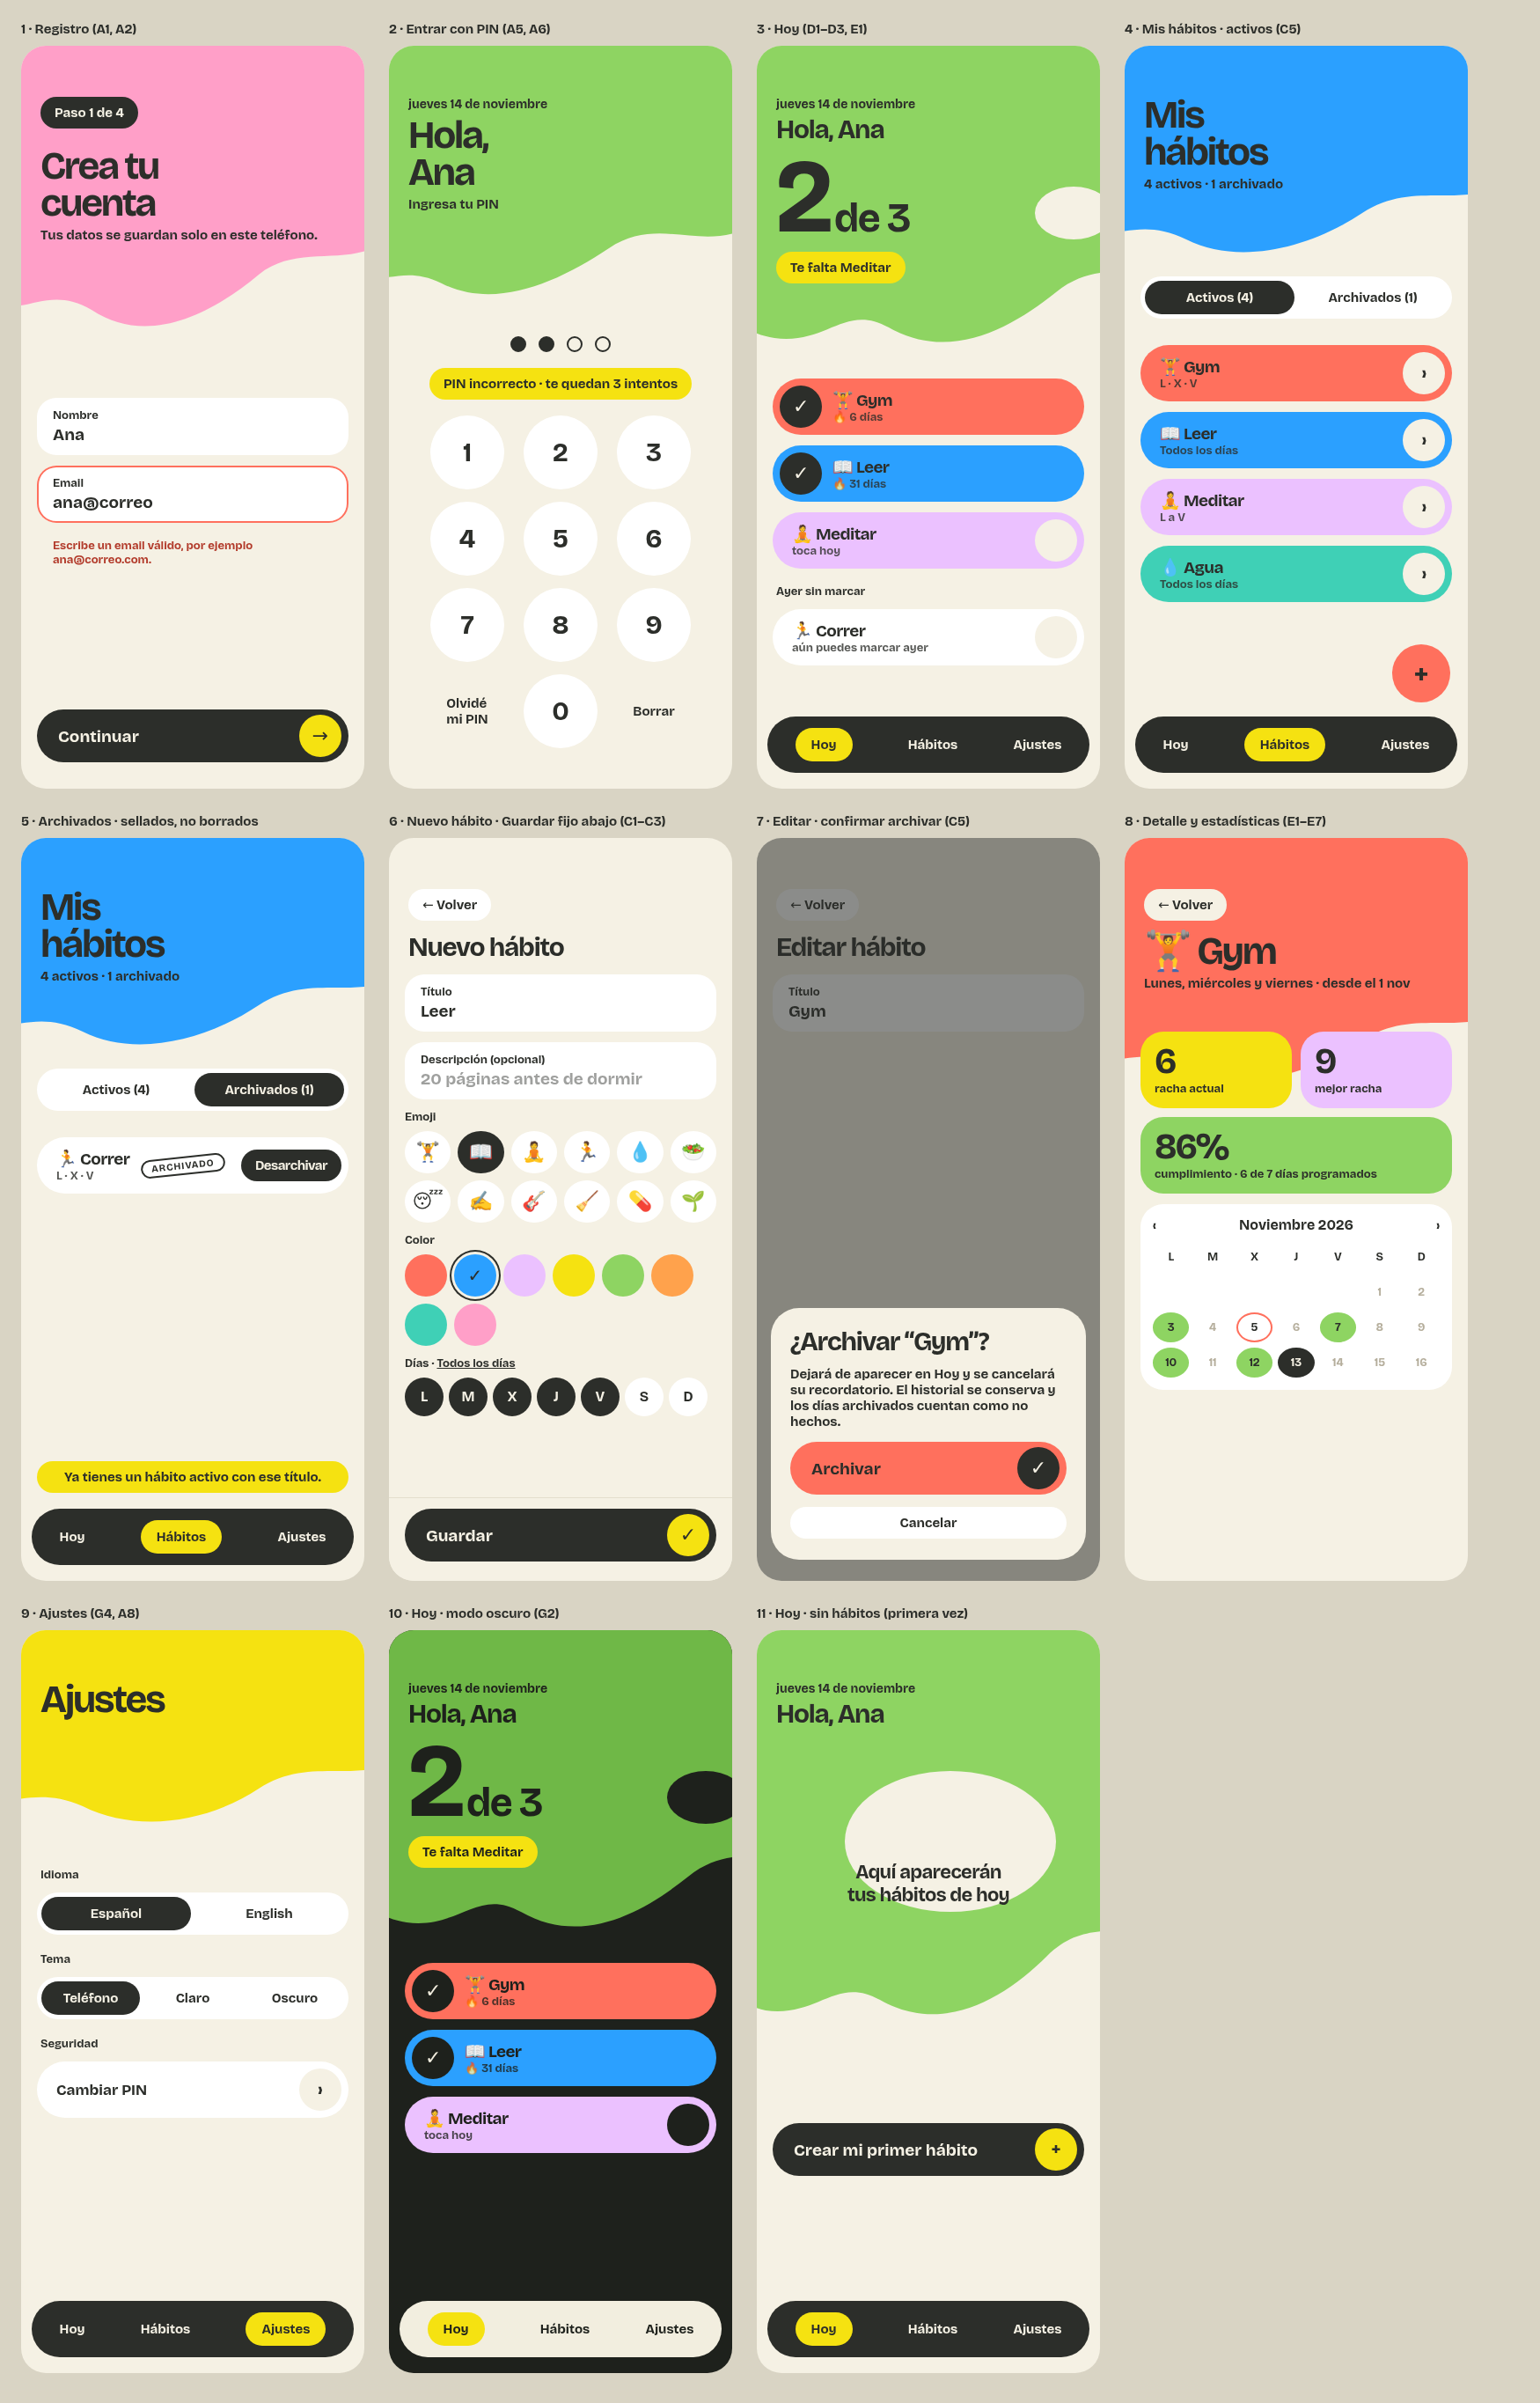 1 · Registro (A1, A2)
Paso 1 de 4
Crea tu
cuenta
Tus datos se guardan solo en este teléfono.
Nombre
Ana
Email
ana@correo
Escribe un email válido, por ejemplo
ana@correo.com.
Continuar →
2 · Entrar con PIN (A5, A6)
jueves 14 de noviembre
Hola,
Ana
Ingresa tu PIN
PIN incorrecto · te quedan 3 intentos
1 2 3
4 5 6
7 8 9
Olvidé
mi PIN
0
Borrar
3 · Hoy (D1–D3, E1)
jueves 14 de noviembre
Hola, Ana
2 de 3
Te falta Meditar
✓ 🏋️ Gym
🔥 6 días
✓ 📖 Leer
🔥 31 días
🧘 Meditar
toca hoy
Ayer sin marcar
🏃 Correr
aún puedes marcar ayer
Hoy Hábitos Ajustes
4 · Mis hábitos · activos (C5)
Mis
hábitos
4 activos · 1 archivado
Activos (4) Archivados (1)
🏋️ Gym ›
L · X · V
📖 Leer ›
Todos los días
🧘 Meditar ›
L a V
💧 Agua ›
Todos los días
+
Hoy Hábitos Ajustes
5 · Archivados · sellados, no borrados
Mis
hábitos
4 activos · 1 archivado
Activos (4) Archivados (1)
🏃 Correr
L · X · V
ARCHIVADO
Desarchivar
Ya tienes un hábito activo con ese título.
Hoy Hábitos Ajustes
6 · Nuevo hábito · Guardar fijo abajo (C1–C3)
← Volver
Nuevo hábito
Título
Leer
Descripción (opcional)
20 páginas antes de dormir
Emoji
Color
✓
Días · Todos los días
L M X J V S D
Guardar ✓
7 · Editar · confirmar archivar (C5)
← Volver
Editar hábito
Título
Gym
¿Archivar “Gym”?
Dejará de aparecer en Hoy y se cancelará
su recordatorio. El historial se conserva y
los días archivados cuentan como no
hechos.
Archivar ✓
Cancelar
8 · Detalle y estadísticas (E1–E7)
← Volver
🏋️ Gym
Lunes, miércoles y viernes · desde el 1 nov
6
racha actual
9
mejor racha
86%
cumplimiento · 6 de 7 días programados
‹ Noviembre 2026 ›
L M X J V S D
1 2
3 4 5 6 7 8 9
10 11 12 13 14 15 16
9 · Ajustes (G4, A8)
Ajustes
Idioma
Español English
Tema
Teléfono Claro Oscuro
Seguridad
Cambiar PIN ›
Hoy Hábitos Ajustes
10 · Hoy · modo oscuro (G2)
jueves 14 de noviembre
Hola, Ana
2 de 3
Te falta Meditar
✓ 🏋️ Gym
🔥 6 días
✓ 📖 Leer
🔥 31 días
🧘 Meditar
toca hoy
Hoy Hábitos Ajustes
11 · Hoy · sin hábitos (primera vez)
jueves 14 de noviembre
Hola, Ana
Aquí aparecerán
tus hábitos de hoy
Crear mi primer hábito +
Hoy Hábitos Ajustes